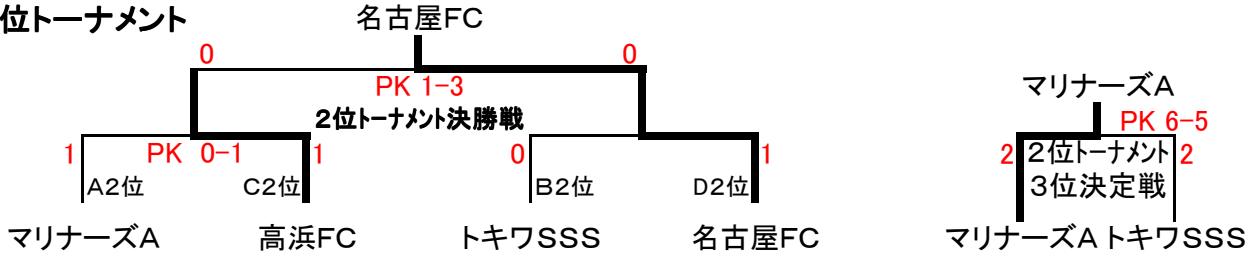 位トーナメント
名古屋FC
0
0
PK 1-3
2位トーナメント決勝戦
1
PK 0-1
1
0
1
A2位
C2位
B2位
D2位
マリナーズA
高浜FC
トキワSSS
名古屋FC
マリナーズA
PK 6-5
2
2位トーナメント
2
3位決定戦
マリナーズA
トキワSSS